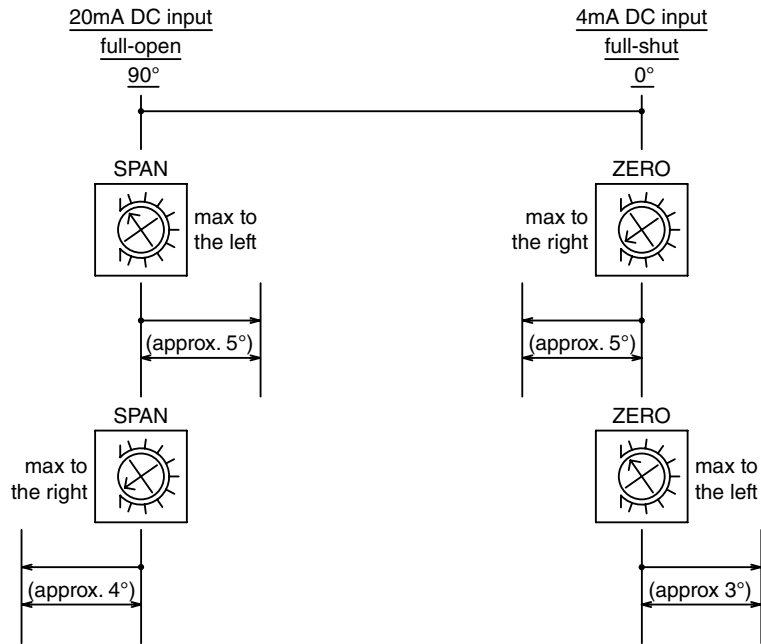 20mA DC input
full-open
90°
4mA DC input
full-shut
0°
SPAN
max to
the left
ZERO
max to
the right
(approx. 5°)
(approx. 5°)
SPAN
max to
the right
ZERO
max to
the left
(approx. 4°)
(approx 3°)